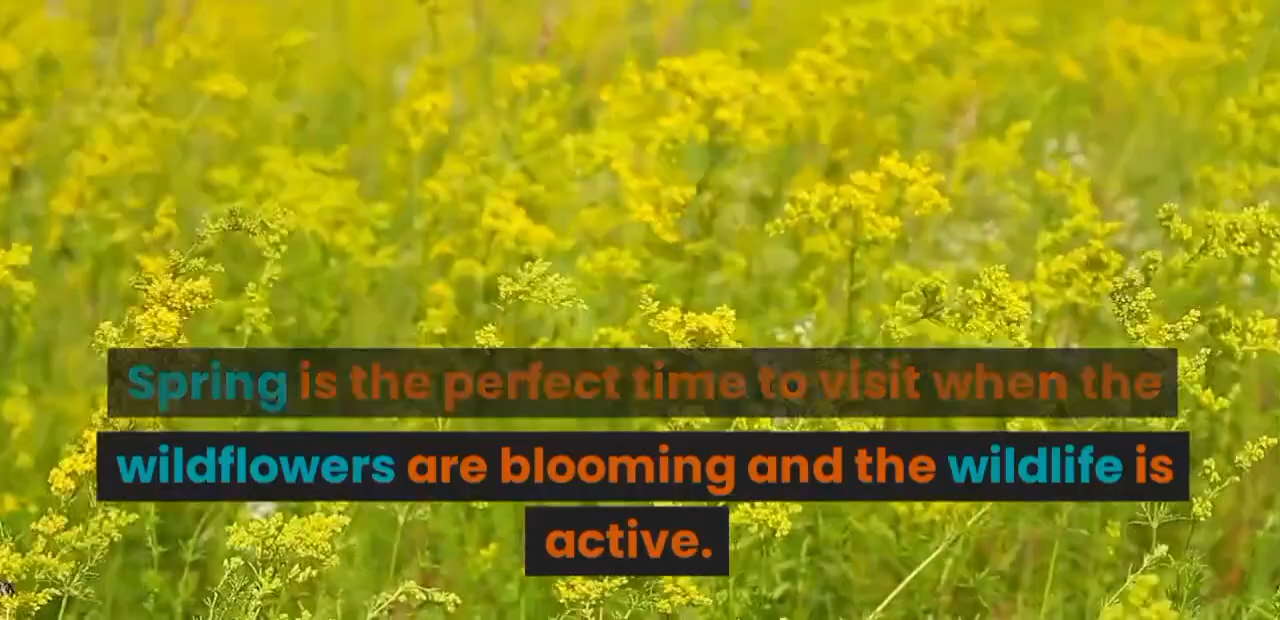 Spring is the perfect time to visit when the
wildflowers are blooming and the wildlife is
active.